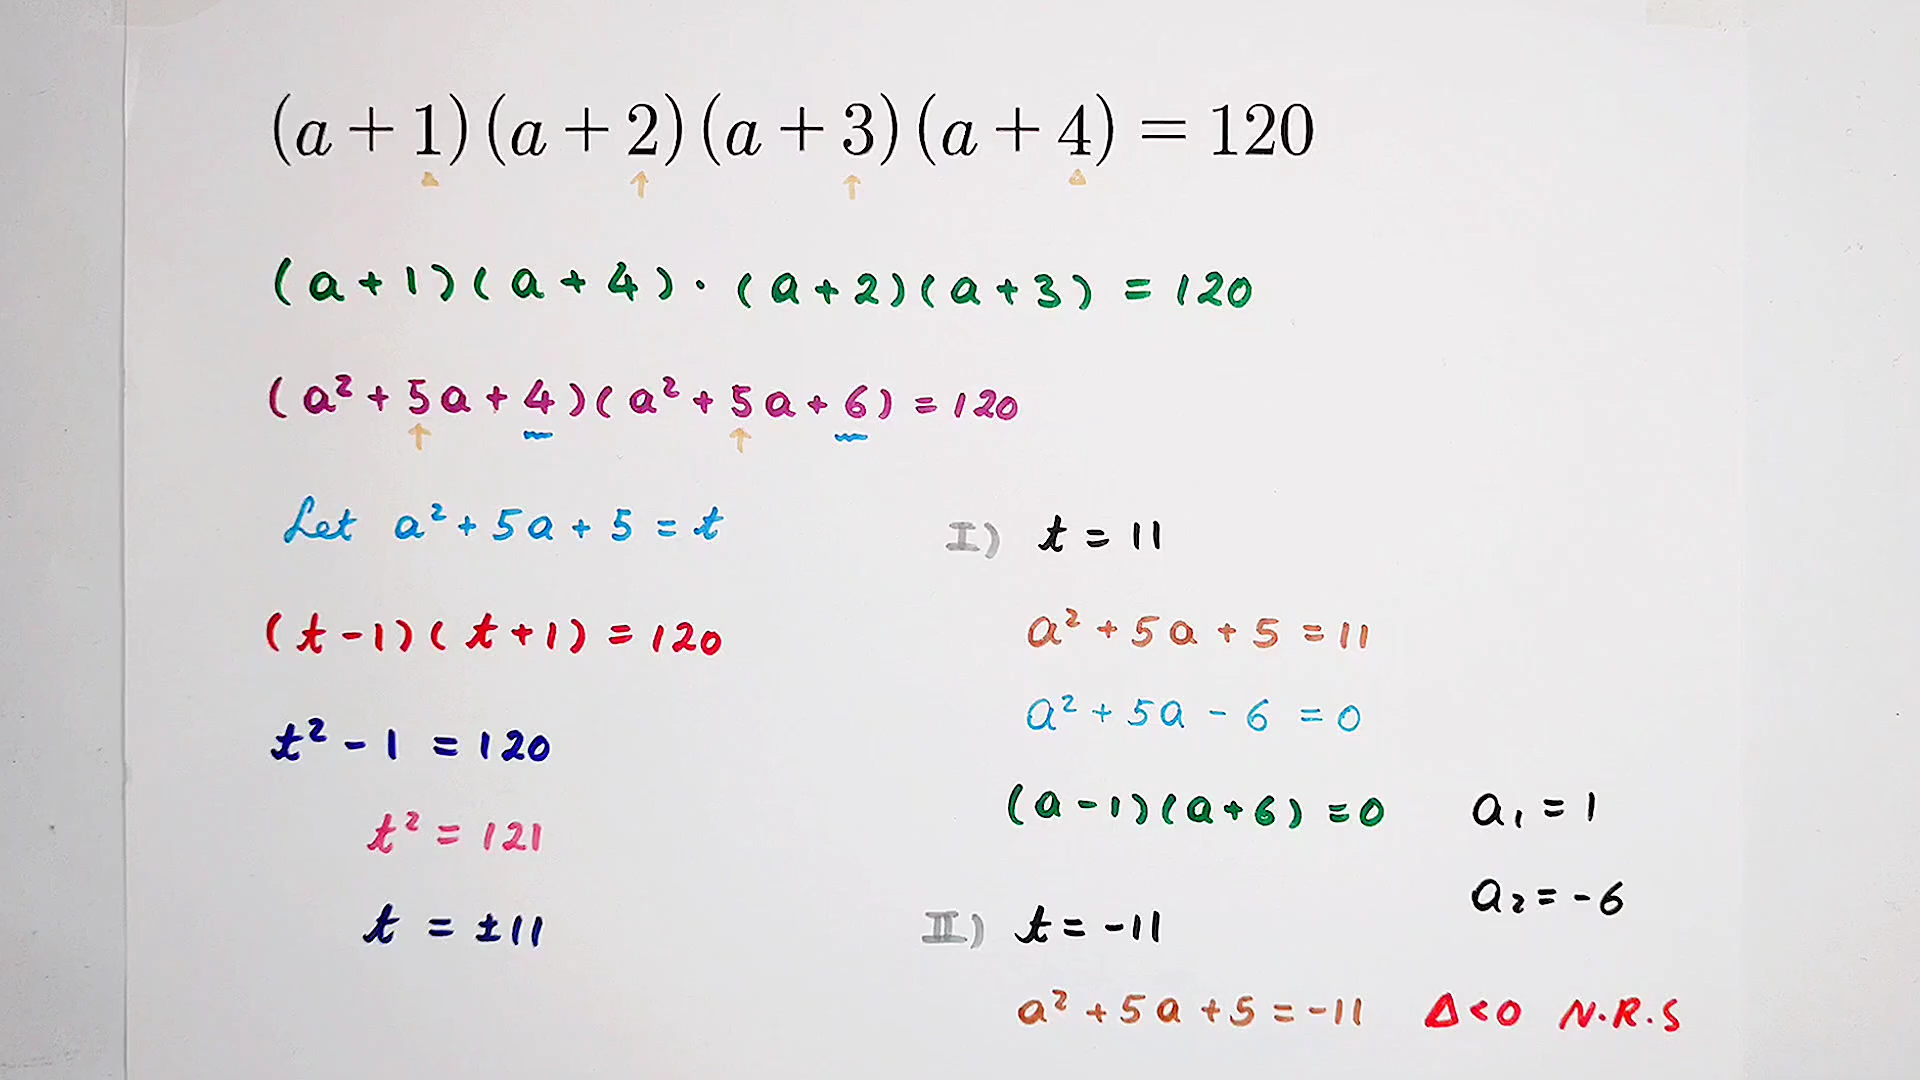 (a + 1)(a + 2)(a + 3)(a + 4) = 120
(a + 1)(a + 4) · (a + 2)(a + 3) = 120
(a² + 5a + 4)(a² + 5a + 6) = 120
Let a² + 5a + 5 = t
(t - 1)(t + 1) = 120
t² - 1 = 120
t² = 121
t = ±11
I) t = 11
a² + 5a + 5 = 11
a² + 5a - 6 = 0
(a - 1)(a + 6) = 0
a₁ = 1
a₂ = -6
II) t = -11
a² + 5a + 5 = -11 Δ < 0 N.R.S